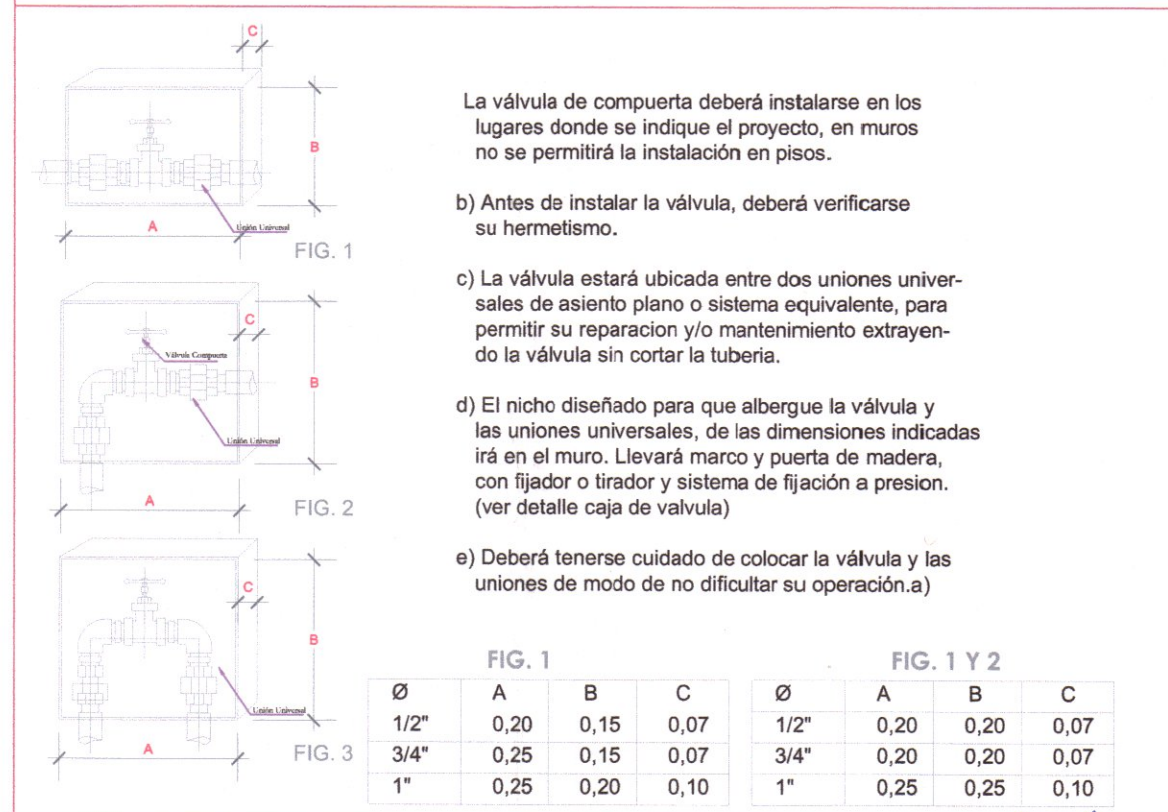 C
B
A
Unión Universal
FIG. 1
C
Válvula Compuerta
B
Unión Universal
A
FIG. 2
C
B
Unión Universal
A
FIG. 3
La válvula de compuerta deberá instalarse en los
lugares donde se indique el proyecto, en muros
no se permitirá la instalación en pisos.
b) Antes de instalar la válvula, deberá verificarse
su hermetismo.
c) La válvula estará ubicada entre dos uniones univer-
sales de asiento plano o sistema equivalente, para
permitir su reparacion y/o mantenimiento extrayen-
do la válvula sin cortar la tuberia.
d) El nicho diseñado para que albergue la válvula y
las uniones universales, de las dimensiones indicadas
irá en el muro. Llevará marco y puerta de madera,
con fijador o tirador y sistema de fijación a presion.
(ver detalle caja de valvula)
e) Deberá tenerse cuidado de colocar la válvula y las
uniones de modo de no dificultar su operación.a)
FIG. 1
Ø A B C
1/2" 0,20 0,15 0,07
3/4" 0,25 0,15 0,07
1" 0,25 0,20 0,10
FIG. 1 Y 2
Ø A B C
1/2" 0,20 0,20 0,07
3/4" 0,20 0,20 0,07
1" 0,25 0,25 0,10